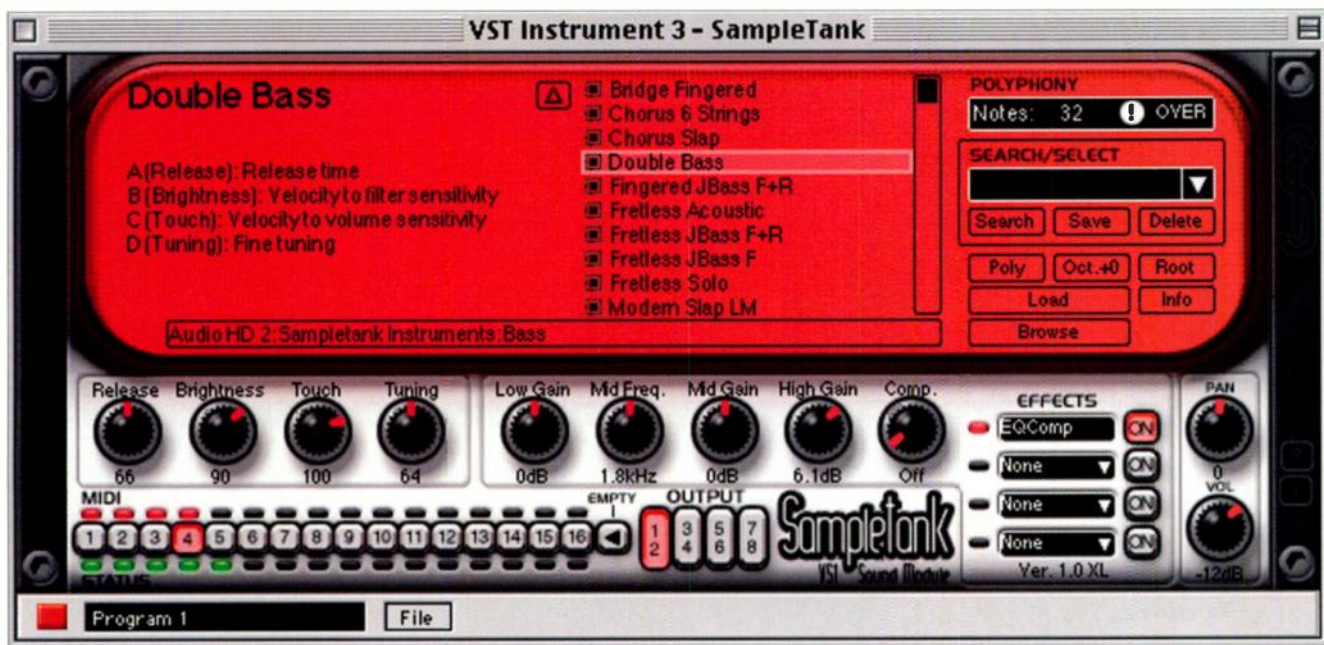 VST Instrument 3 - SampleTank
Double Bass
A (Release): Release time
B (Brightness): Velocity to filter sensitivity
C (Touch): Velocity to volume sensitivity
D (Tuning): Fine tuning
Bridge Fingered
Chorus 6 Strings
Chorus Slap
Double Bass
Fingered JBass F+R
Fretless Acoustic
Fretless JBass F+R
Fretless JBass F
Fretless Solo
Modern Slap LM
Audio HD 2:Sampletank Instruments:Bass
POLYPHONY
Notes: 32 ! OVER
SEARCH/SELECT
Search Save Delete
Poly Oct.+0 Root
Load Info
Browse
Release Brightness Touch Tuning
66 90 100 64
Low Gain Mid Freq. Mid Gain High Gain Comp.
0dB 1.8kHz 0dB 6.1dB Off
EFFECTS
EQComp ON
None ON
None ON
None ON
Ver. 1.0 XL
PAN
0
VOL
-12dB
MIDI
1 2 3 4 5 6 7 8 9 10 11 12 13 14 15 16
STATUS
EMPTY
OUTPUT
1 3 5 7
2 4 6 8
SampleTank
VST Sound Module
Program 1 File